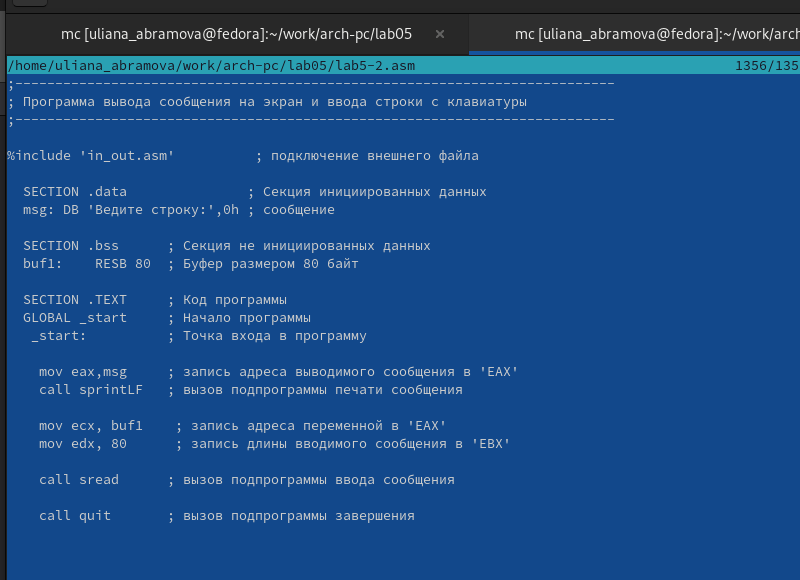 mc [uliana_abramova@fedora]:~/work/arch-pc/lab05 × mc [uliana_abramova@fedora]:~/work/arch
/home/uliana_abramova/work/arch-pc/lab05/lab5-2.asm 1356/135
;---------------------------------------------------------------------------
; Программа вывода сообщения на экран и ввода строки с клавиатуры
;---------------------------------------------------------------------------
%include 'in_out.asm' ; подключение внешнего файла
SECTION .data ; Секция инициированных данных
msg: DB 'Ведите строку:',0h ; сообщение
SECTION .bss ; Секция не инициированных данных
buf1: RESB 80 ; Буфер размером 80 байт
SECTION .TEXT ; Код программы
GLOBAL _start ; Начало программы
_start: ; Точка входа в программу
mov eax,msg ; запись адреса выводимого сообщения в 'EAX'
call sprintLF ; вызов подпрограммы печати сообщения
mov ecx, buf1 ; запись адреса переменной в 'EAX'
mov edx, 80 ; запись длины вводимого сообщения в 'EBX'
call sread ; вызов подпрограммы ввода сообщения
call quit ; вызов подпрограммы завершения